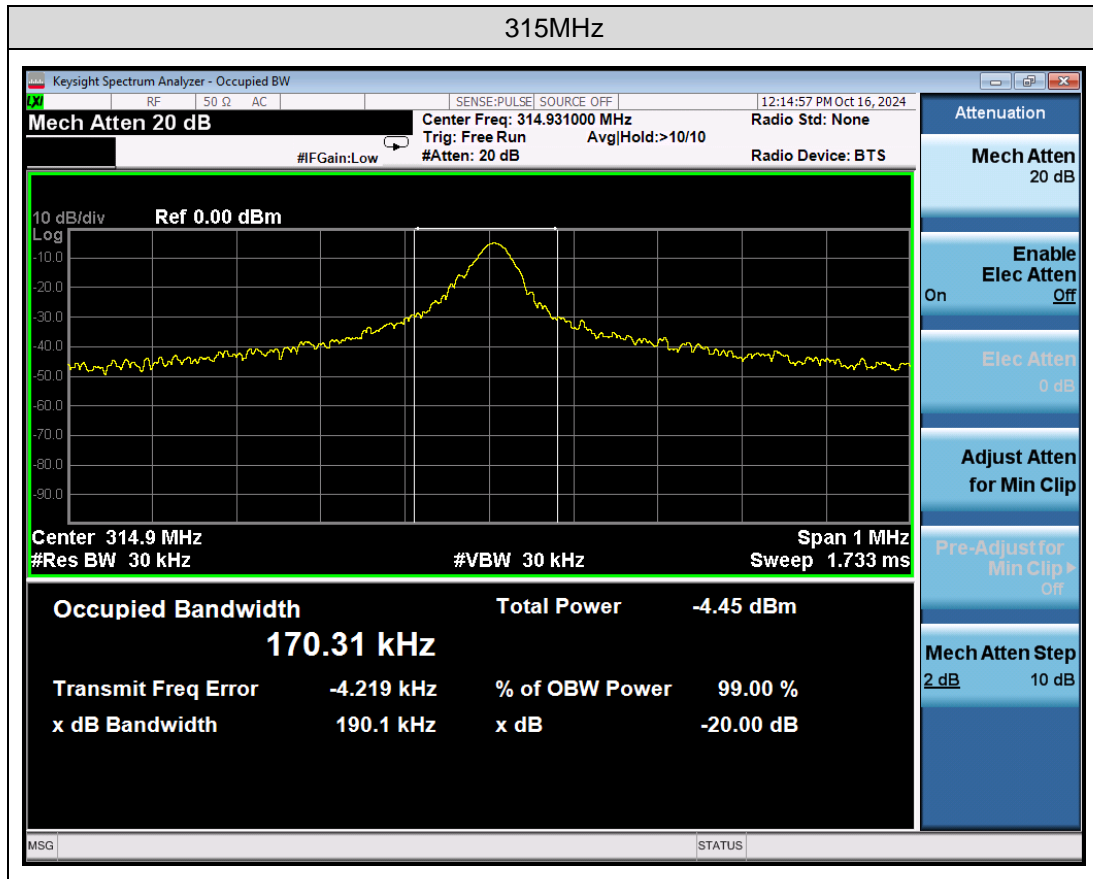 315MHz
Keysight Spectrum Analyzer - Occupied BW
LXI RF 50 Ω AC SENSE:PULSE SOURCE OFF 12:14:57 PM Oct 16, 2024
Mech Atten 20 dB Center Freq: 314.931000 MHz Radio Std: None
Trig: Free Run Avg|Hold:>10/10
#IFGain:Low #Atten: 20 dB Radio Device: BTS
10 dB/div Ref 0.00 dBm
Log
-10.0
-20.0
-30.0
-40.0
-50.0
-60.0
-70.0
-80.0
-90.0
Center 314.9 MHz Span 1 MHz
#Res BW 30 kHz #VBW 30 kHz Sweep 1.733 ms
Occupied Bandwidth Total Power -4.45 dBm
170.31 kHz
Transmit Freq Error -4.219 kHz % of OBW Power 99.00 %
x dB Bandwidth 190.1 kHz x dB -20.00 dB
Attenuation
Mech Atten
20 dB
Enable
Elec Atten
On Off
Elec Atten
0 dB
Adjust Atten
for Min Clip
Pre-Adjust for
Min Clip
Off
Mech Atten Step
2 dB 10 dB
MSG STATUS